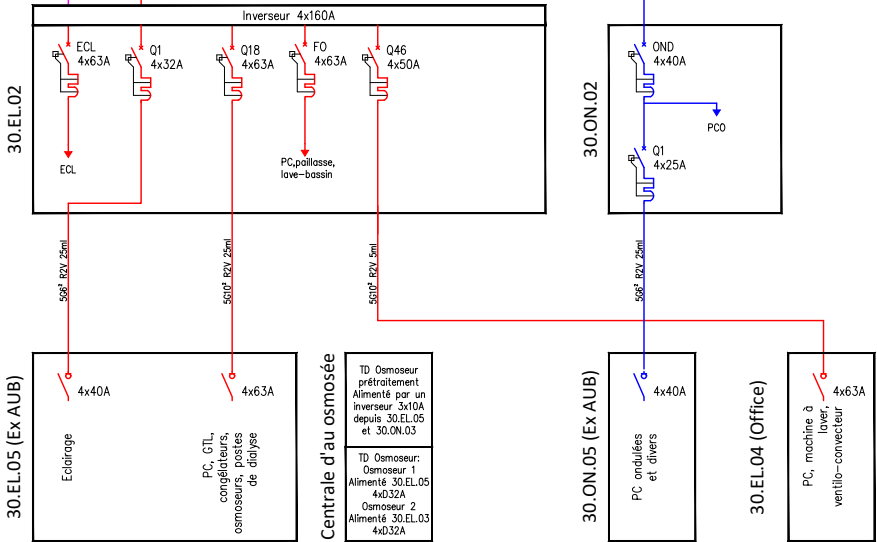 Inverseur 4x160A
30.EL.02
ECL
4x63A
Q1
4x32A
Q18
4x63A
FO
4x63A
Q46
4x50A
ECL
PC,paillasse,
lave-bassin
30.ON.02
OND
4x40A
PCO
Q1
4x25A
5G6² R2V 25ml
5G10² R2V 25ml
5G10² R2V 5ml
5G6² R2V 25ml
30.EL.05 (Ex AUB)
4x40A
Eclairage
4x63A
PC, GTL,
congélateurs,
osmoseurs, postes
de dialyse
Centrale d'au osmosée
TD Osmoseur
prétraitement
Alimenté par un
inverseur 3x10A
depuis 30.EL.05
et 30.ON.03
TD Osmoseur:
Osmoseur 1
Alimenté 30.EL.05
4xD32A
Osmoseur 2
Alimenté 30.EL.03
4xD32A
30.ON.05 (Ex AUB)
4x40A
PC ondulées
et divers
30.EL.04 (Office)
4x63A
PC, machine à
laver,
ventilo-convecteur